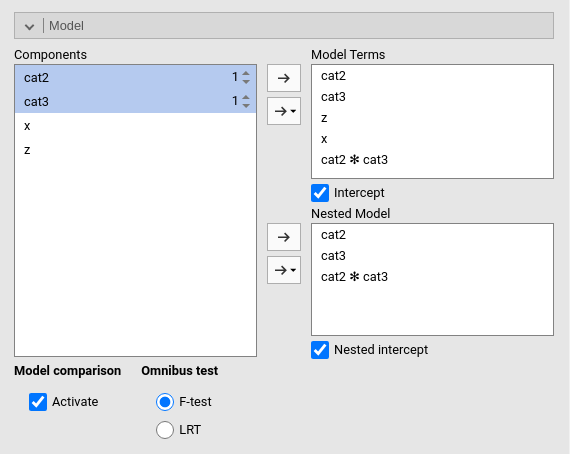 Model
Components
cat2 1
cat3 1
x
z
Model Terms
cat2
cat3
z
x
cat2 ✻ cat3
Intercept
Nested Model
cat2
cat3
cat2 ✻ cat3
Nested intercept
Model comparison
Activate
Omnibus test
F-test
LRT